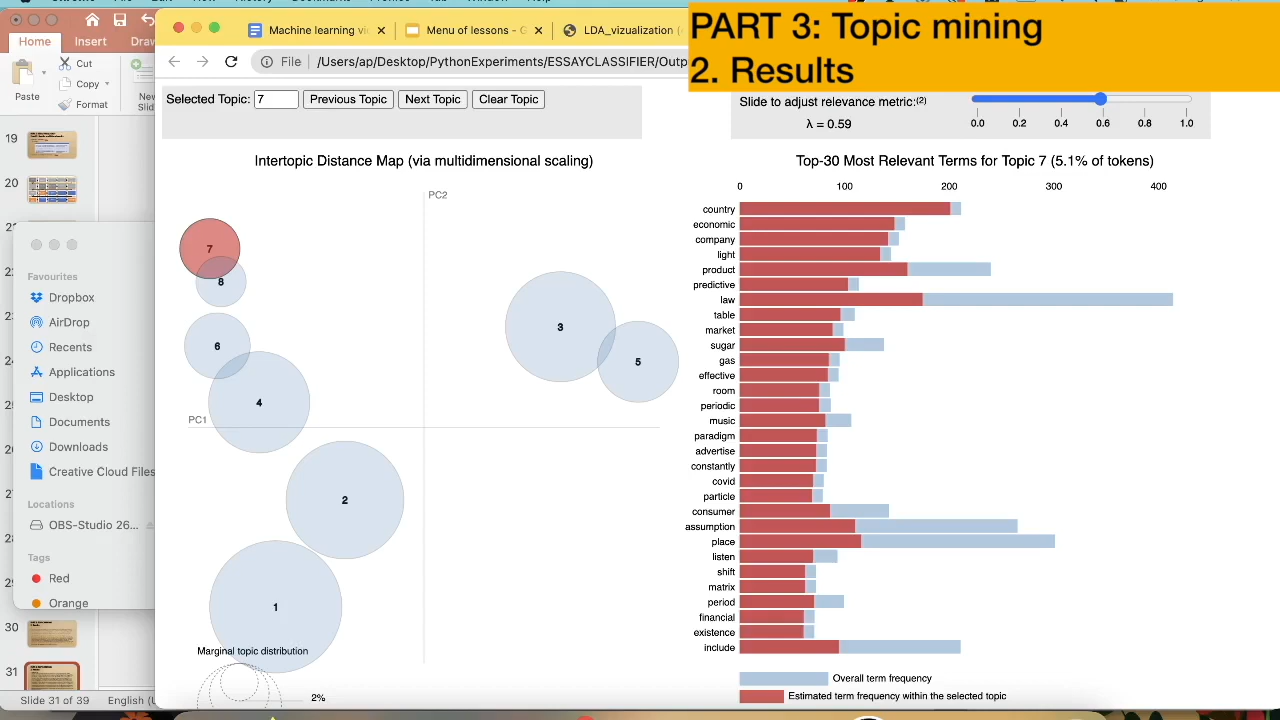 PART 3: Topic mining
2. Results
Home Insert Draw
Cut
Copy
Format
Paste
Machine learning vi
Menu of lessons - G
LDA_vizualization
File /Users/ap/Desktop/PythonExperiments/ESSAYCLASSIFIER/Outp
Selected Topic: 7 Previous Topic Next Topic Clear Topic
Slide to adjust relevance metric:(2)
λ = 0.59
0.0 0.2 0.4 0.6 0.8 1.0
19
20
30
31
Favourites
Dropbox
AirDrop
Recents
Applications
Desktop
Documents
Downloads
Creative Cloud Files
Locations
OBS-Studio 26...
Tags
Red
Orange
Slide 31 of 39 English (U
Intertopic Distance Map (via multidimensional scaling)
PC2
7
8
6
4
3
5
PC1
2
1
Marginal topic distribution
2%
Top-30 Most Relevant Terms for Topic 7 (5.1% of tokens)
0 100 200 300 400
country
economic
company
light
product
predictive
law
table
market
sugar
gas
effective
room
periodic
music
paradigm
advertise
constantly
covid
particle
consumer
assumption
place
listen
shift
matrix
period
financial
existence
include
Overall term frequency
Estimated term frequency within the selected topic